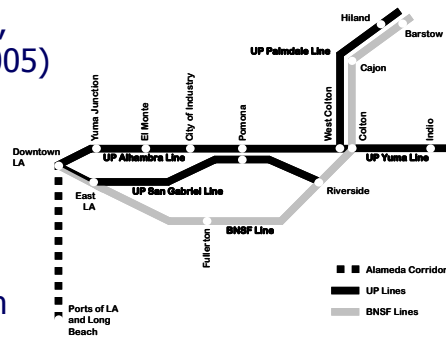 ,
005)
Hiland
Barstow
UP Palmdale Line
Cajon
Yuma Junction
El Monte
City of Industry
Pomona
West Colton
Colton
Indio
Downtown
LA
UP Alhambra Line
UP Yuma Line
East
LA
UP San Gabriel Line
Riverside
Fullerton
BNSF Line
n
Ports of LA
and Long
Beach
Alameda Corridor
UP Lines
BNSF Lines